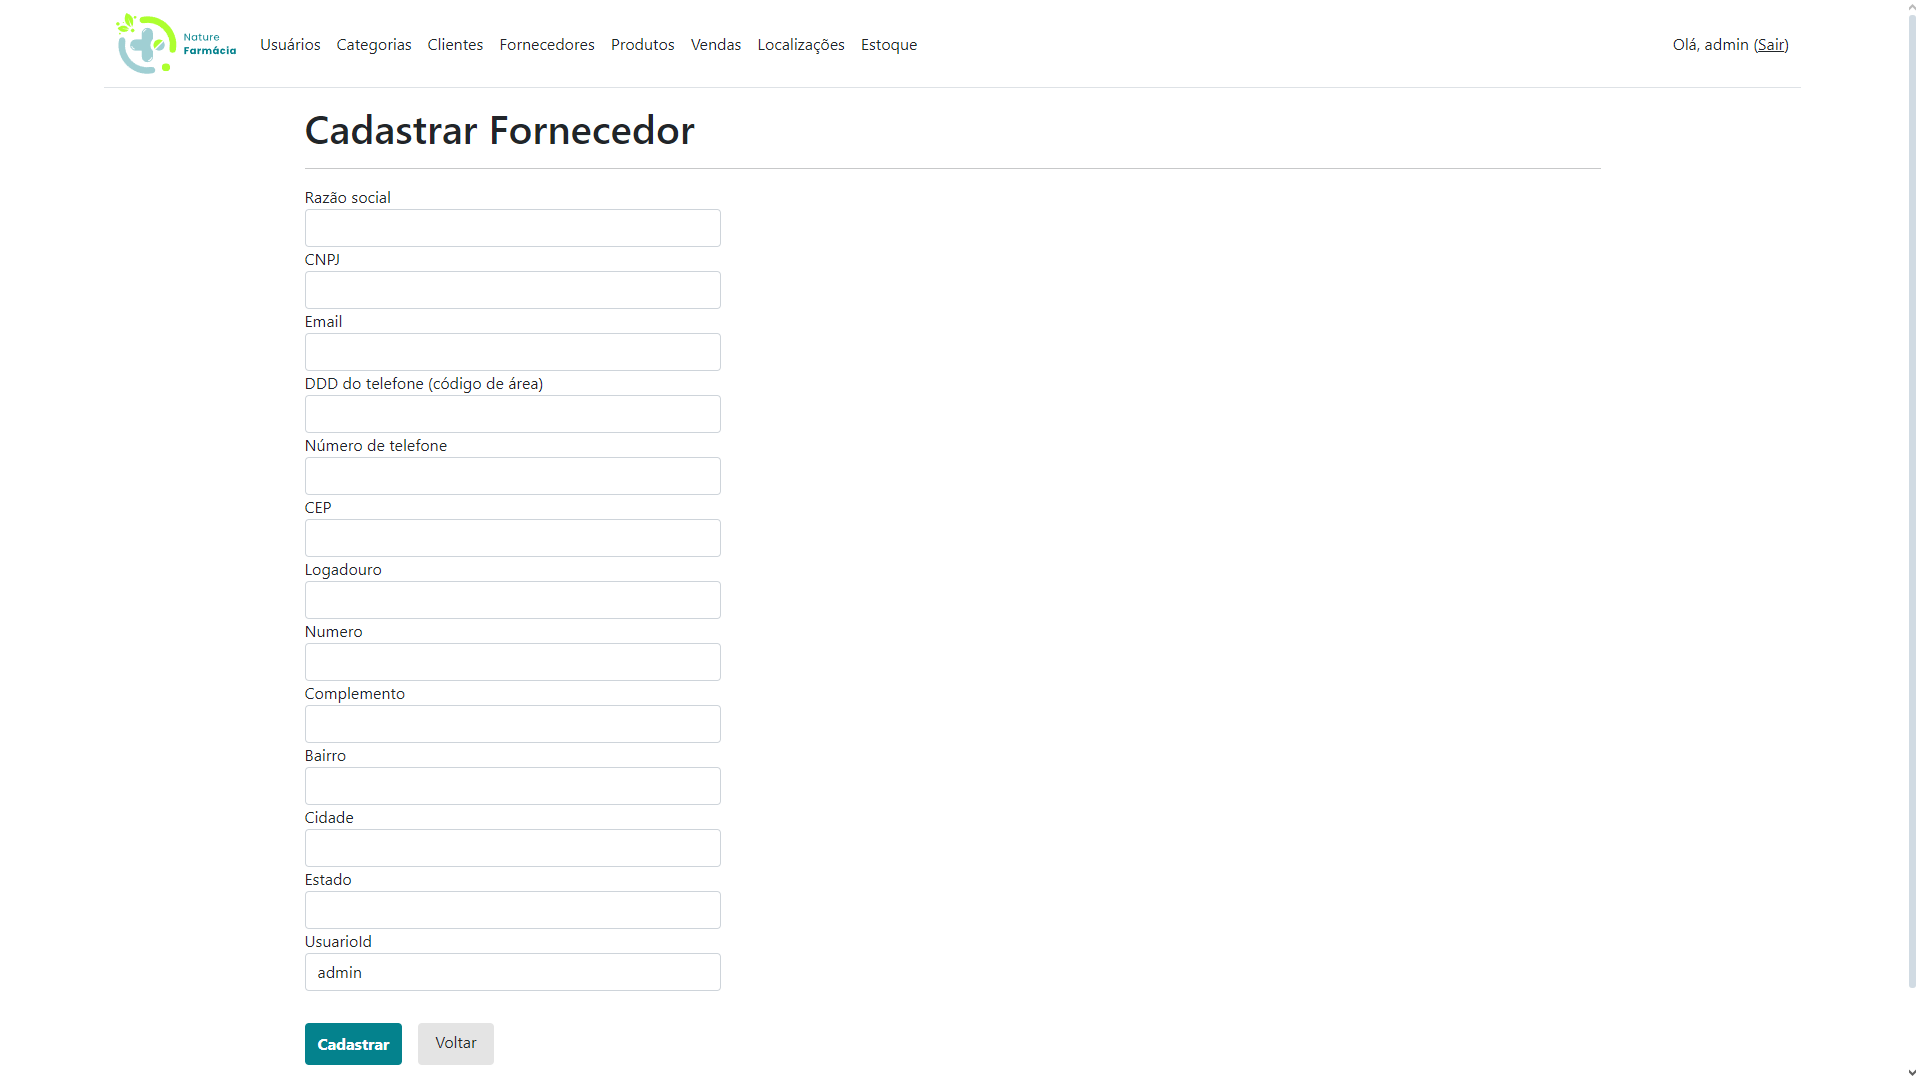 Nature
Farmácia
Usuários Categorias Clientes Fornecedores Produtos Vendas Localizações Estoque Olá, admin (Sair)
Cadastrar Fornecedor
Razão social
CNPJ
Email
DDD do telefone (código de área)
Número de telefone
CEP
Logadouro
Numero
Complemento
Bairro
Cidade
Estado
UsuarioId
admin
Cadastrar Voltar